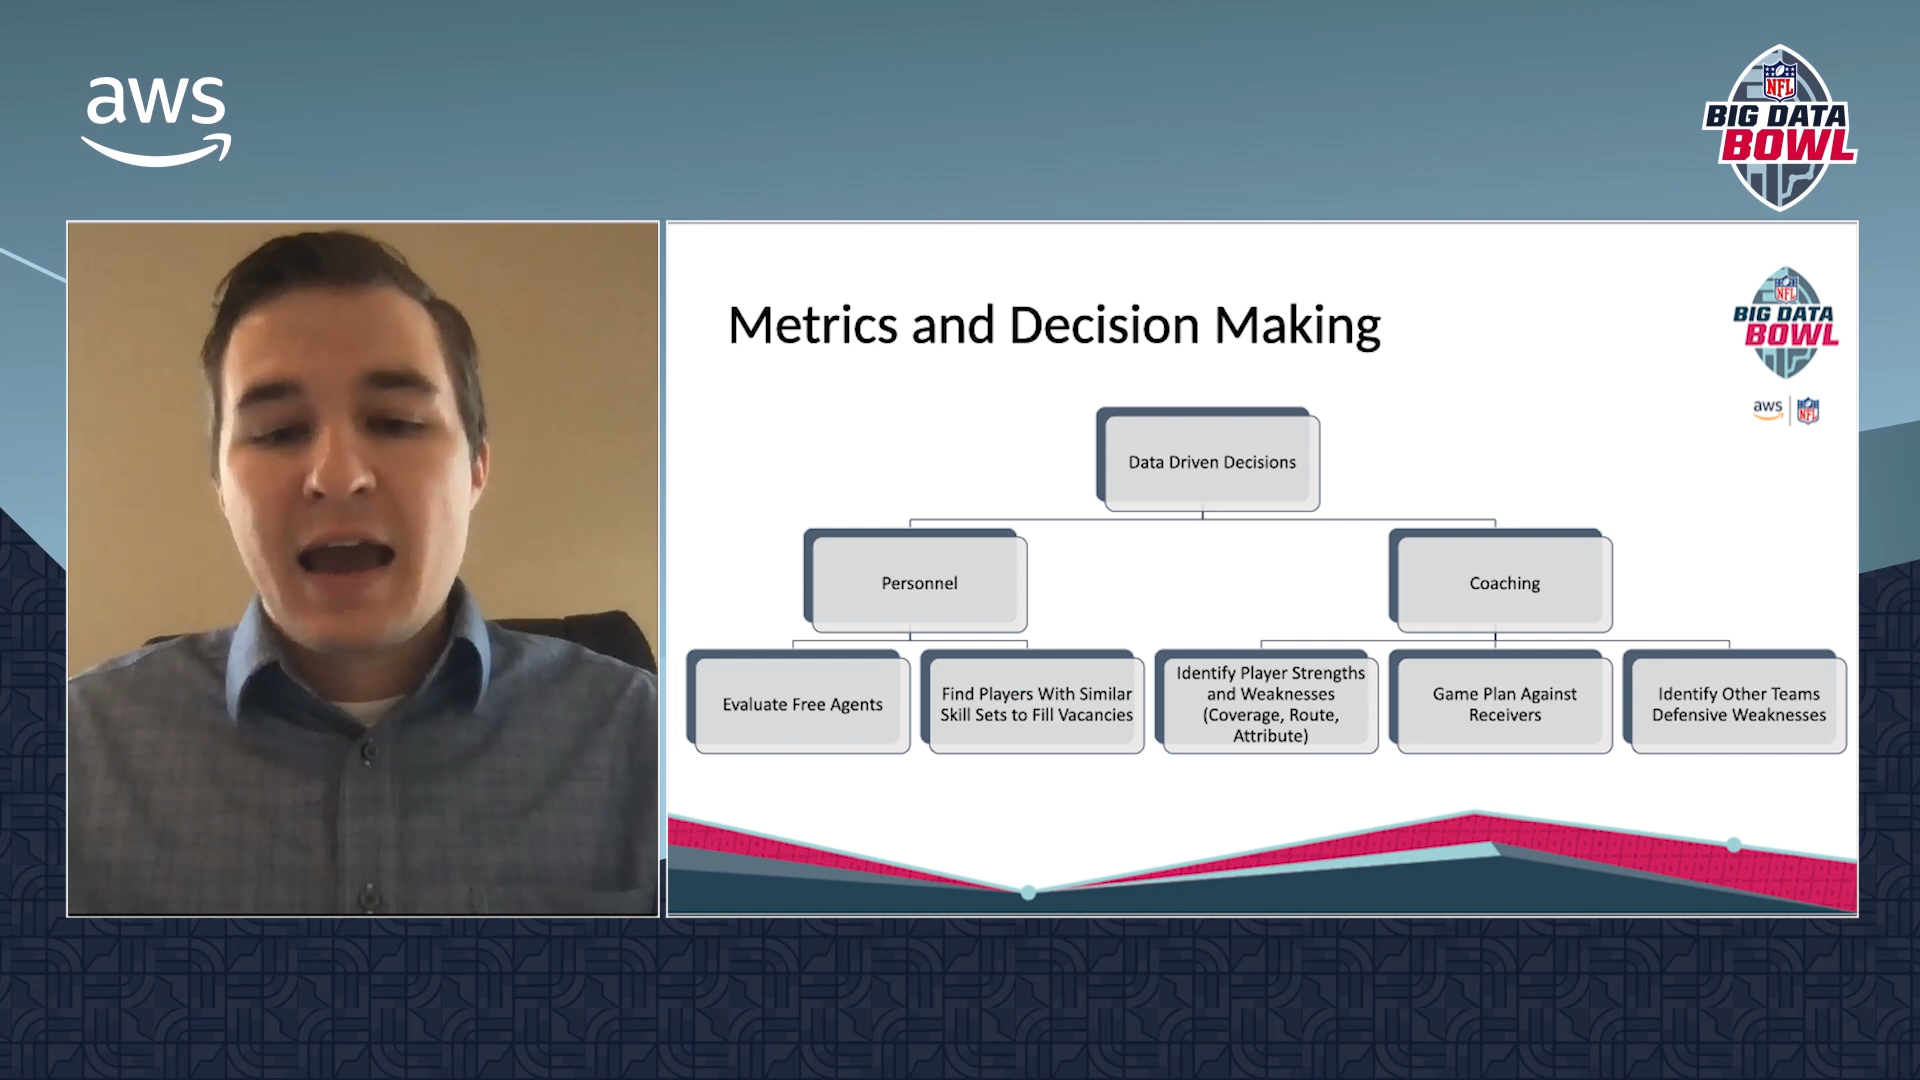 aws
NFL
BIG DATA
BOWL
Metrics and Decision Making
NFL
BIG DATA
BOWL
aws
NFL
Data Driven Decisions
Personnel
Coaching
Evaluate Free Agents
Find Players With Similar
Skill Sets to Fill Vacancies
Identify Player Strengths
and Weaknesses
(Coverage, Route,
Attribute)
Game Plan Against
Receivers
Identify Other Teams
Defensive Weaknesses